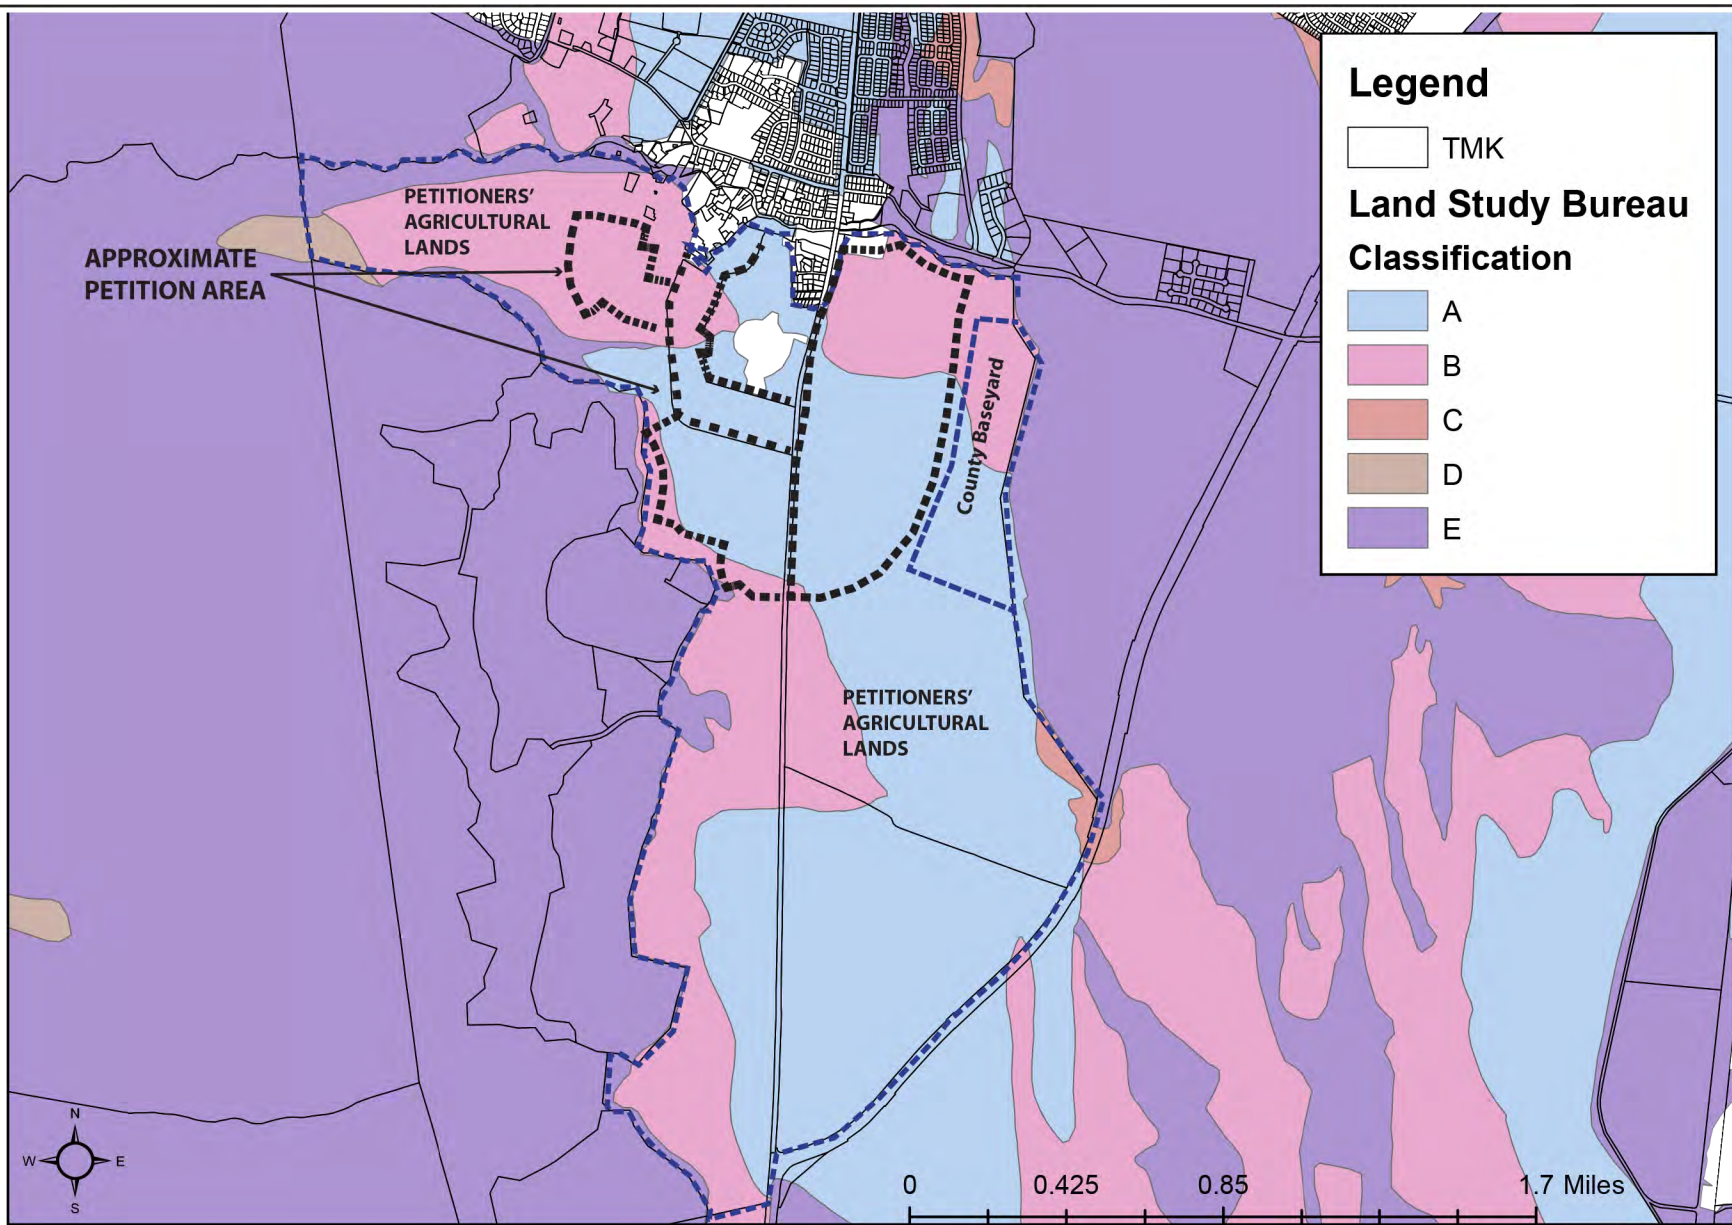 Legend
TMK
Land Study Bureau
Classification
A
B
C
D
E
PETITIONERS'
AGRICULTURAL
LANDS
APPROXIMATE
PETITION AREA
County Baseyard
PETITIONERS'
AGRICULTURAL
LANDS
N
W E
S
0 0.425 0.85 1.7 Miles